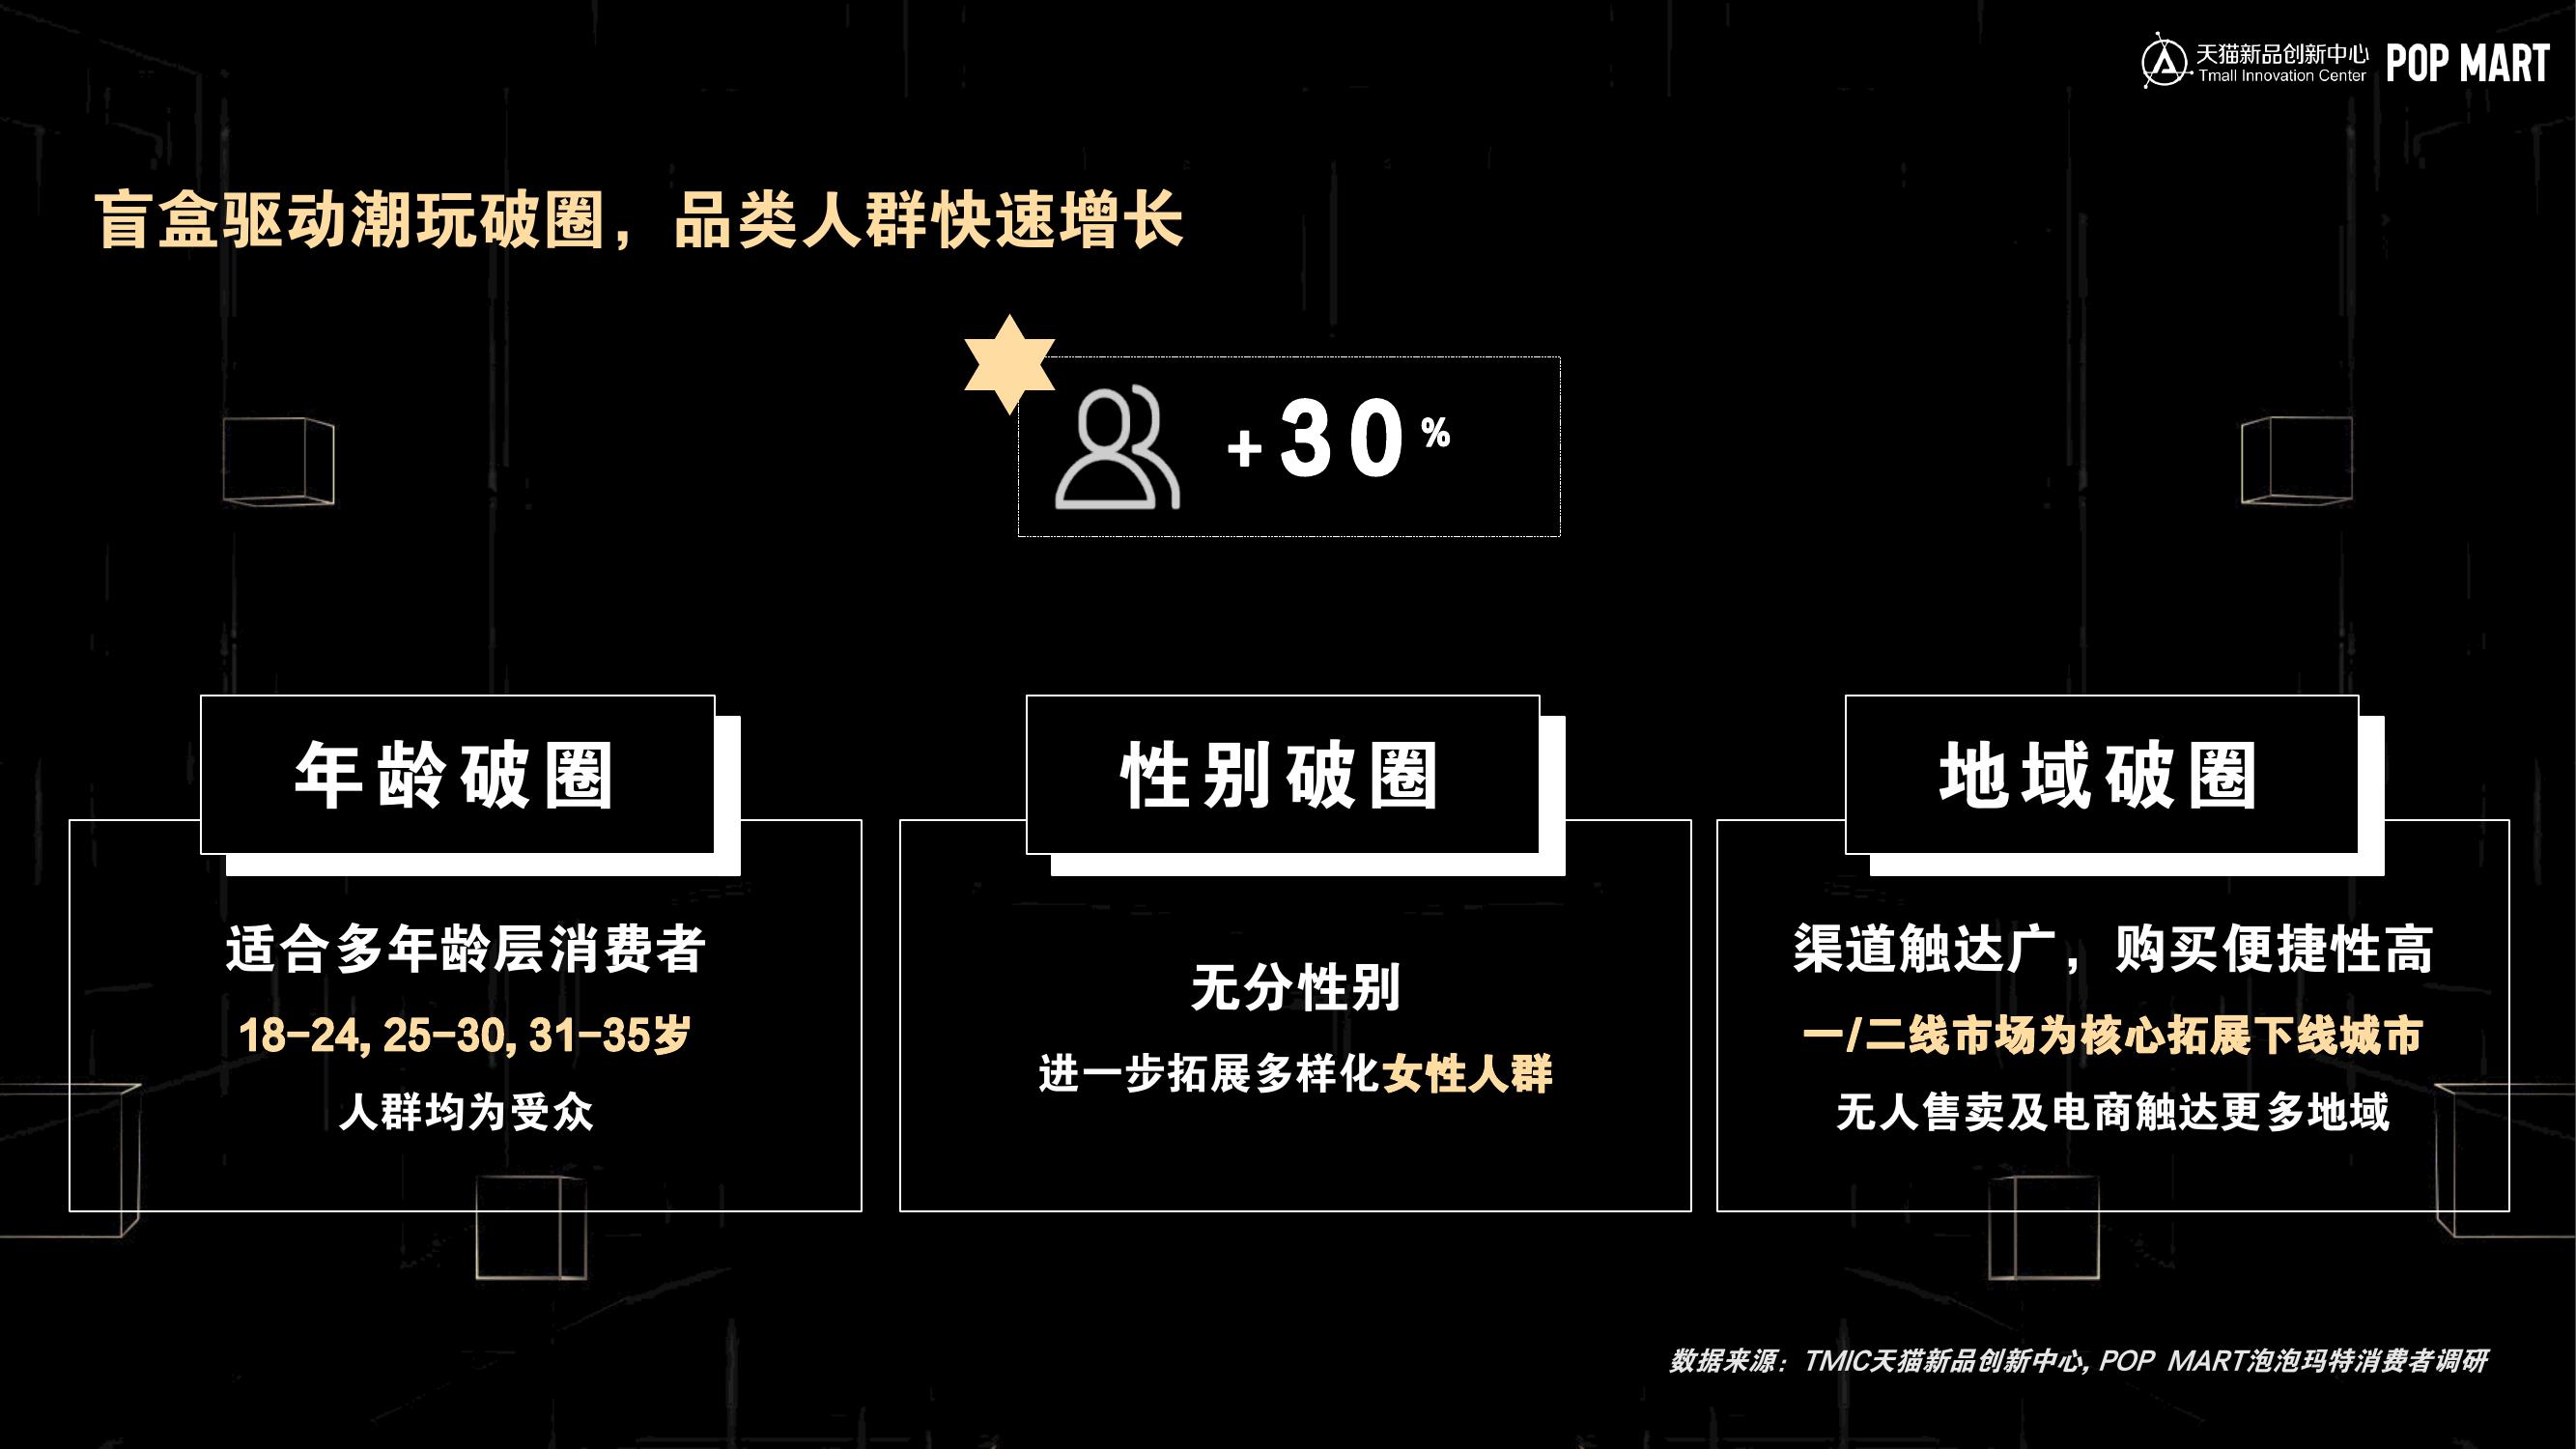 天猫新品创新中心
Tmall Innovation Center
POP MART
盲盒驱动潮玩破圈，品类人群快速增长
+30%
年龄破圈
适合多年龄层消费者
18-24, 25-30, 31-35岁
人群均为受众
性别破圈
无分性别
进一步拓展多样化女性人群
地域破圈
渠道触达广，购买便捷性高
一/二线市场为核心拓展下线城市
无人售卖及电商触达更多地域
数据来源：TMIC天猫新品创新中心, POP MART泡泡玛特消费者调研